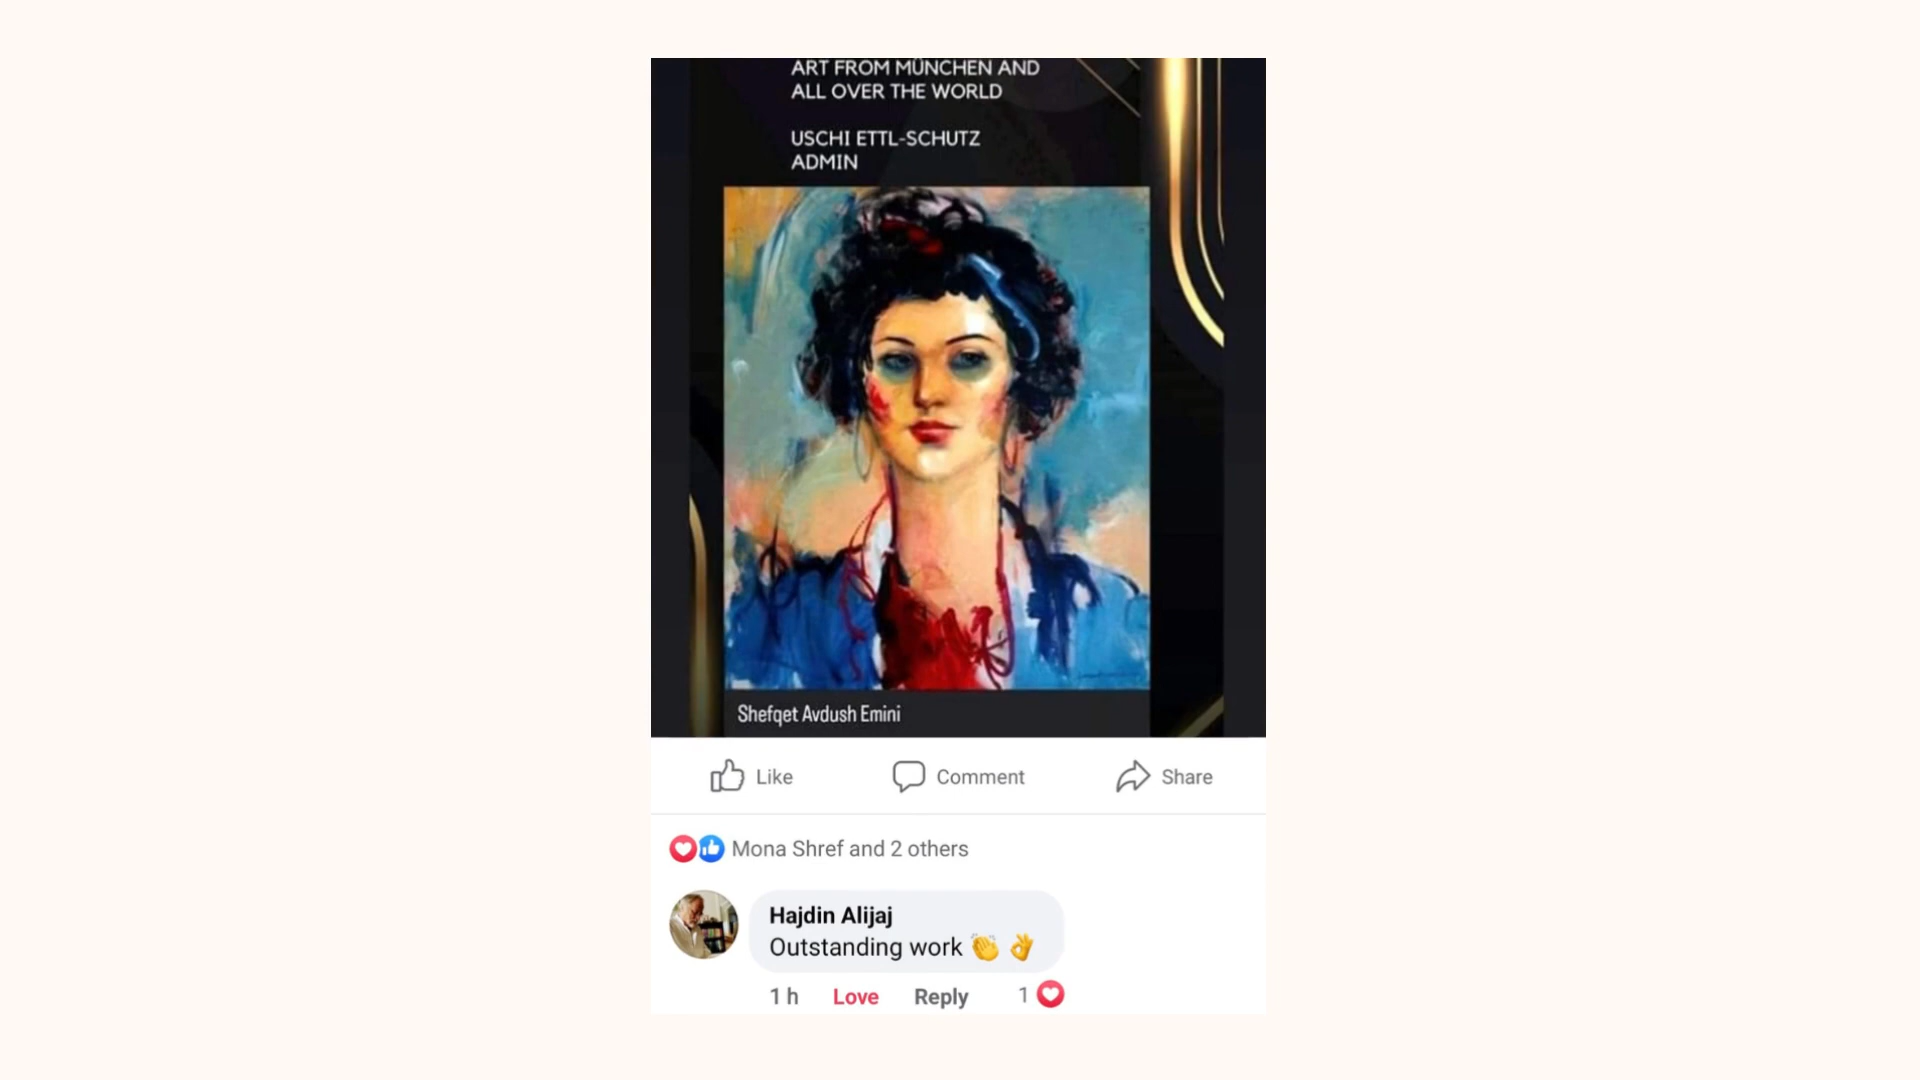 ART FROM MÜNCHEN AND
ALL OVER THE WORLD
USCHI ETTL-SCHUTZ
ADMIN
Shefqet Avdush Emini
Like Comment Share
Mona Shref and 2 others
Hajdin Alijaj
Outstanding work 👏 👌
1 h Love Reply 1